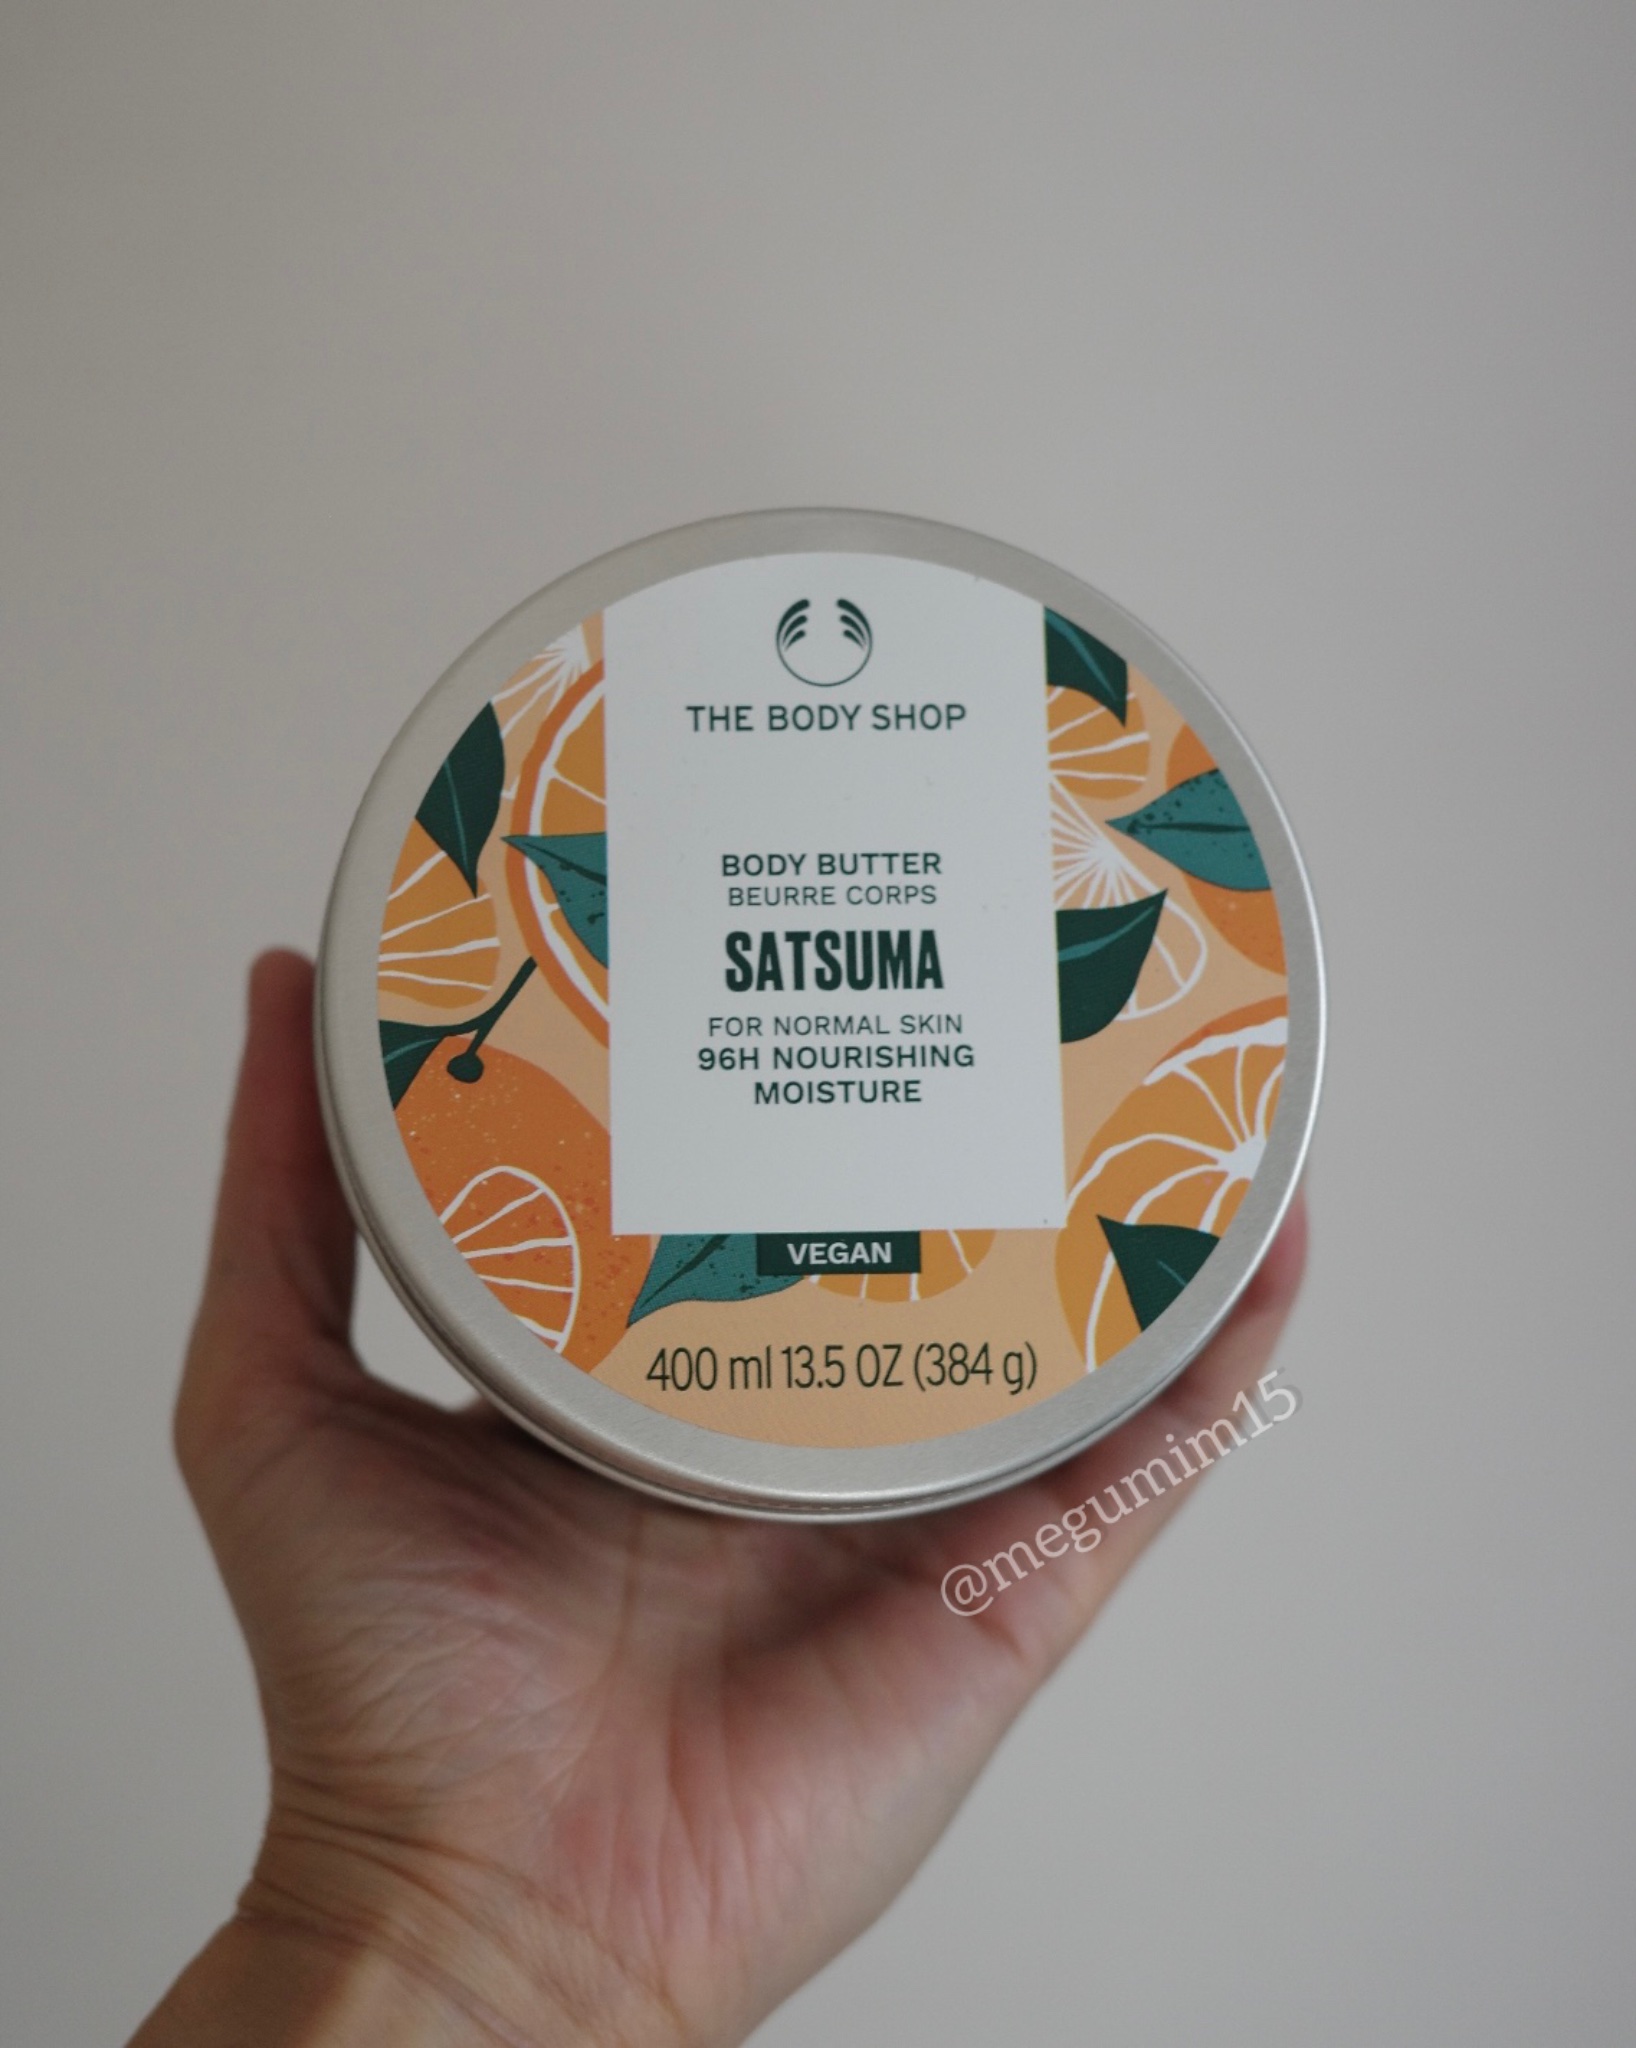 THE BODY SHOP
BODY BUTTER
BEURRE CORPS
SATSUMA
FOR NORMAL SKIN
96H NOURISHING
MOISTURE
VEGAN
400 ml 13.5 OZ (384 g)
@megumim15